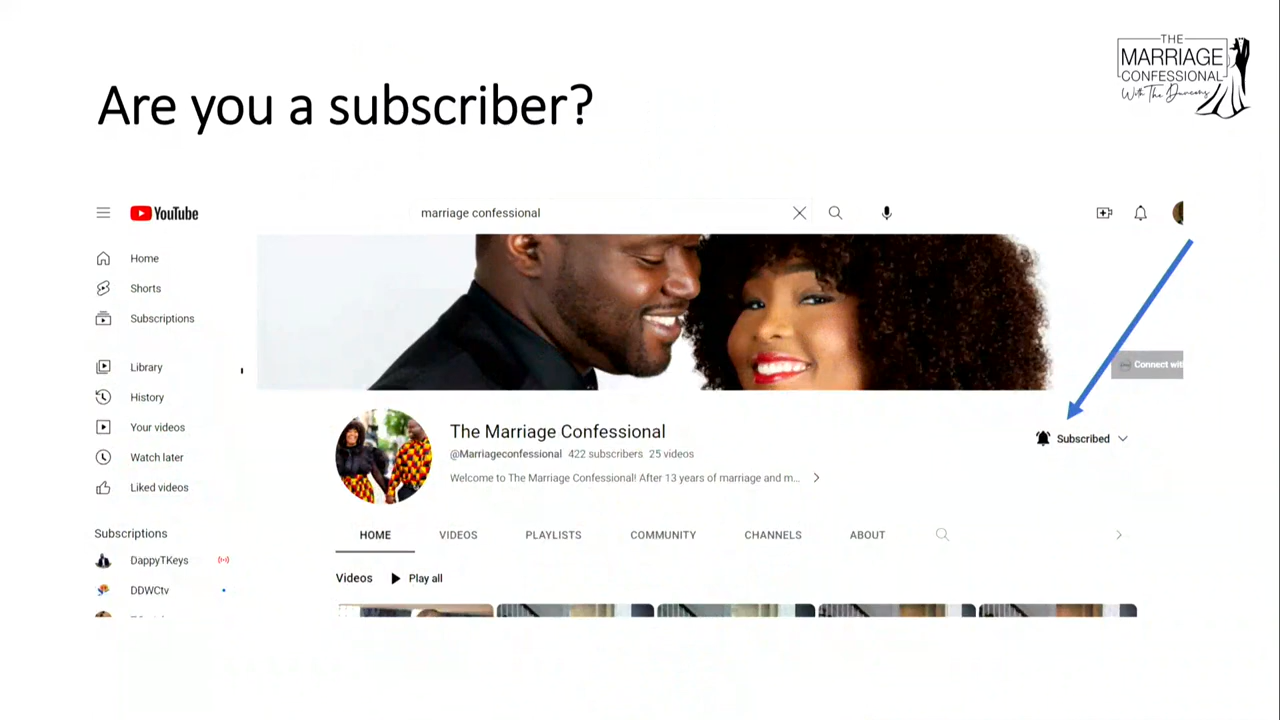 THE
MARRIAGE
CONFESSIONAL
With The Duncans
Are you a subscriber?
YouTube
marriage confessional
Home
Shorts
Subscriptions
Library
History
Your videos
Watch later
Liked videos
Subscriptions
DappyTKeys
DDWCtv
Connect wit
The Marriage Confessional
@Marriageconfessional 422 subscribers 25 videos
Welcome to The Marriage Confessional! After 13 years of marriage and m...
Subscribed
HOME VIDEOS PLAYLISTS COMMUNITY CHANNELS ABOUT
Videos Play all